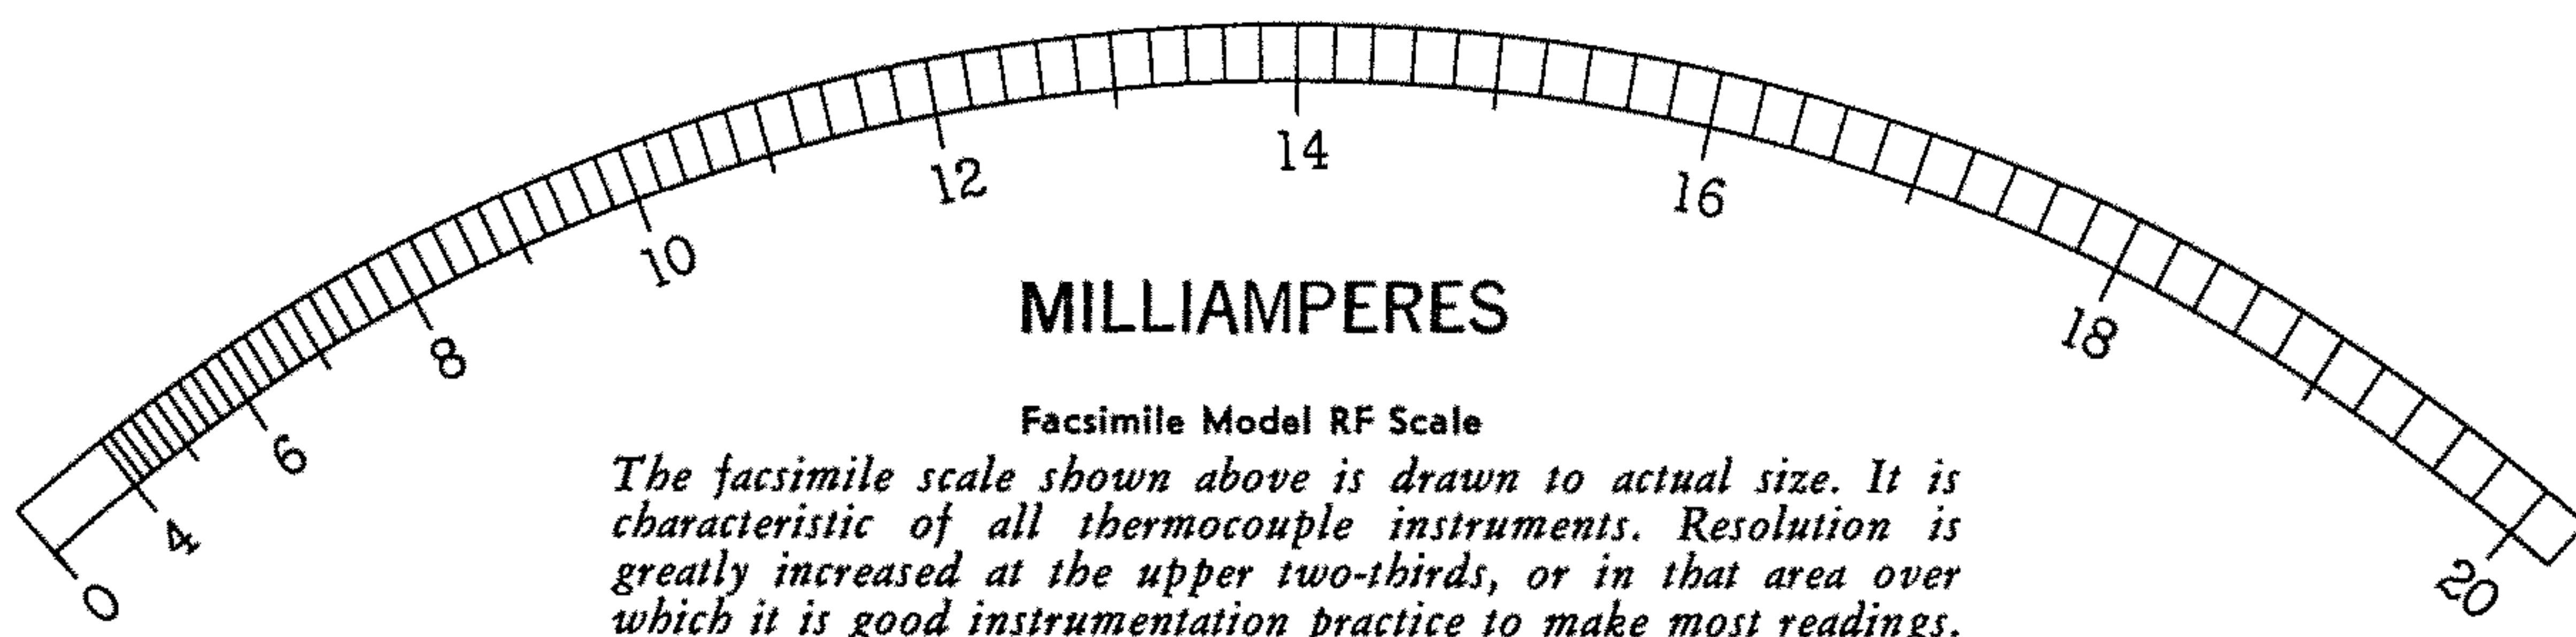 0
4
6
8
10
12
14
16
18
20
MILLIAMPERES
Facsimile Model RF Scale
The facsimile scale shown above is drawn to actual size. It is
characteristic of all thermocouple instruments. Resolution is
greatly increased at the upper two-thirds, or in that area over
which it is good instrumentation practice to make most readings.